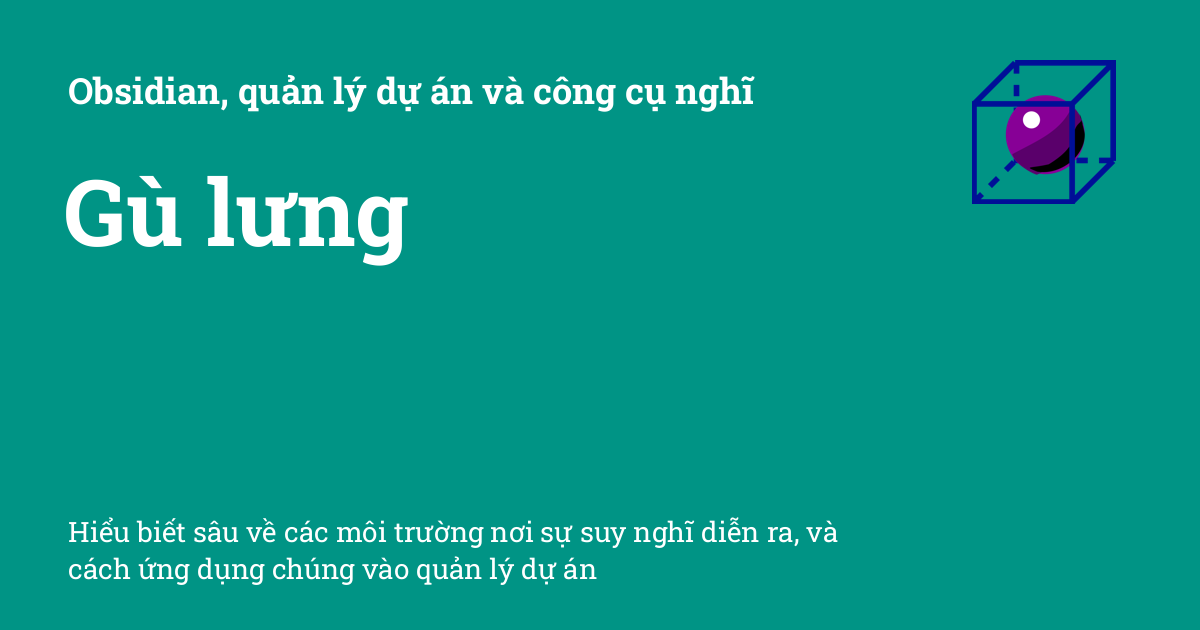 Obsidian, quản lý dự án và công cụ nghĩ
Gù lưng
Hiểu biết sâu về các môi trường nơi sự suy nghĩ diễn ra, và
cách ứng dụng chúng vào quản lý dự án